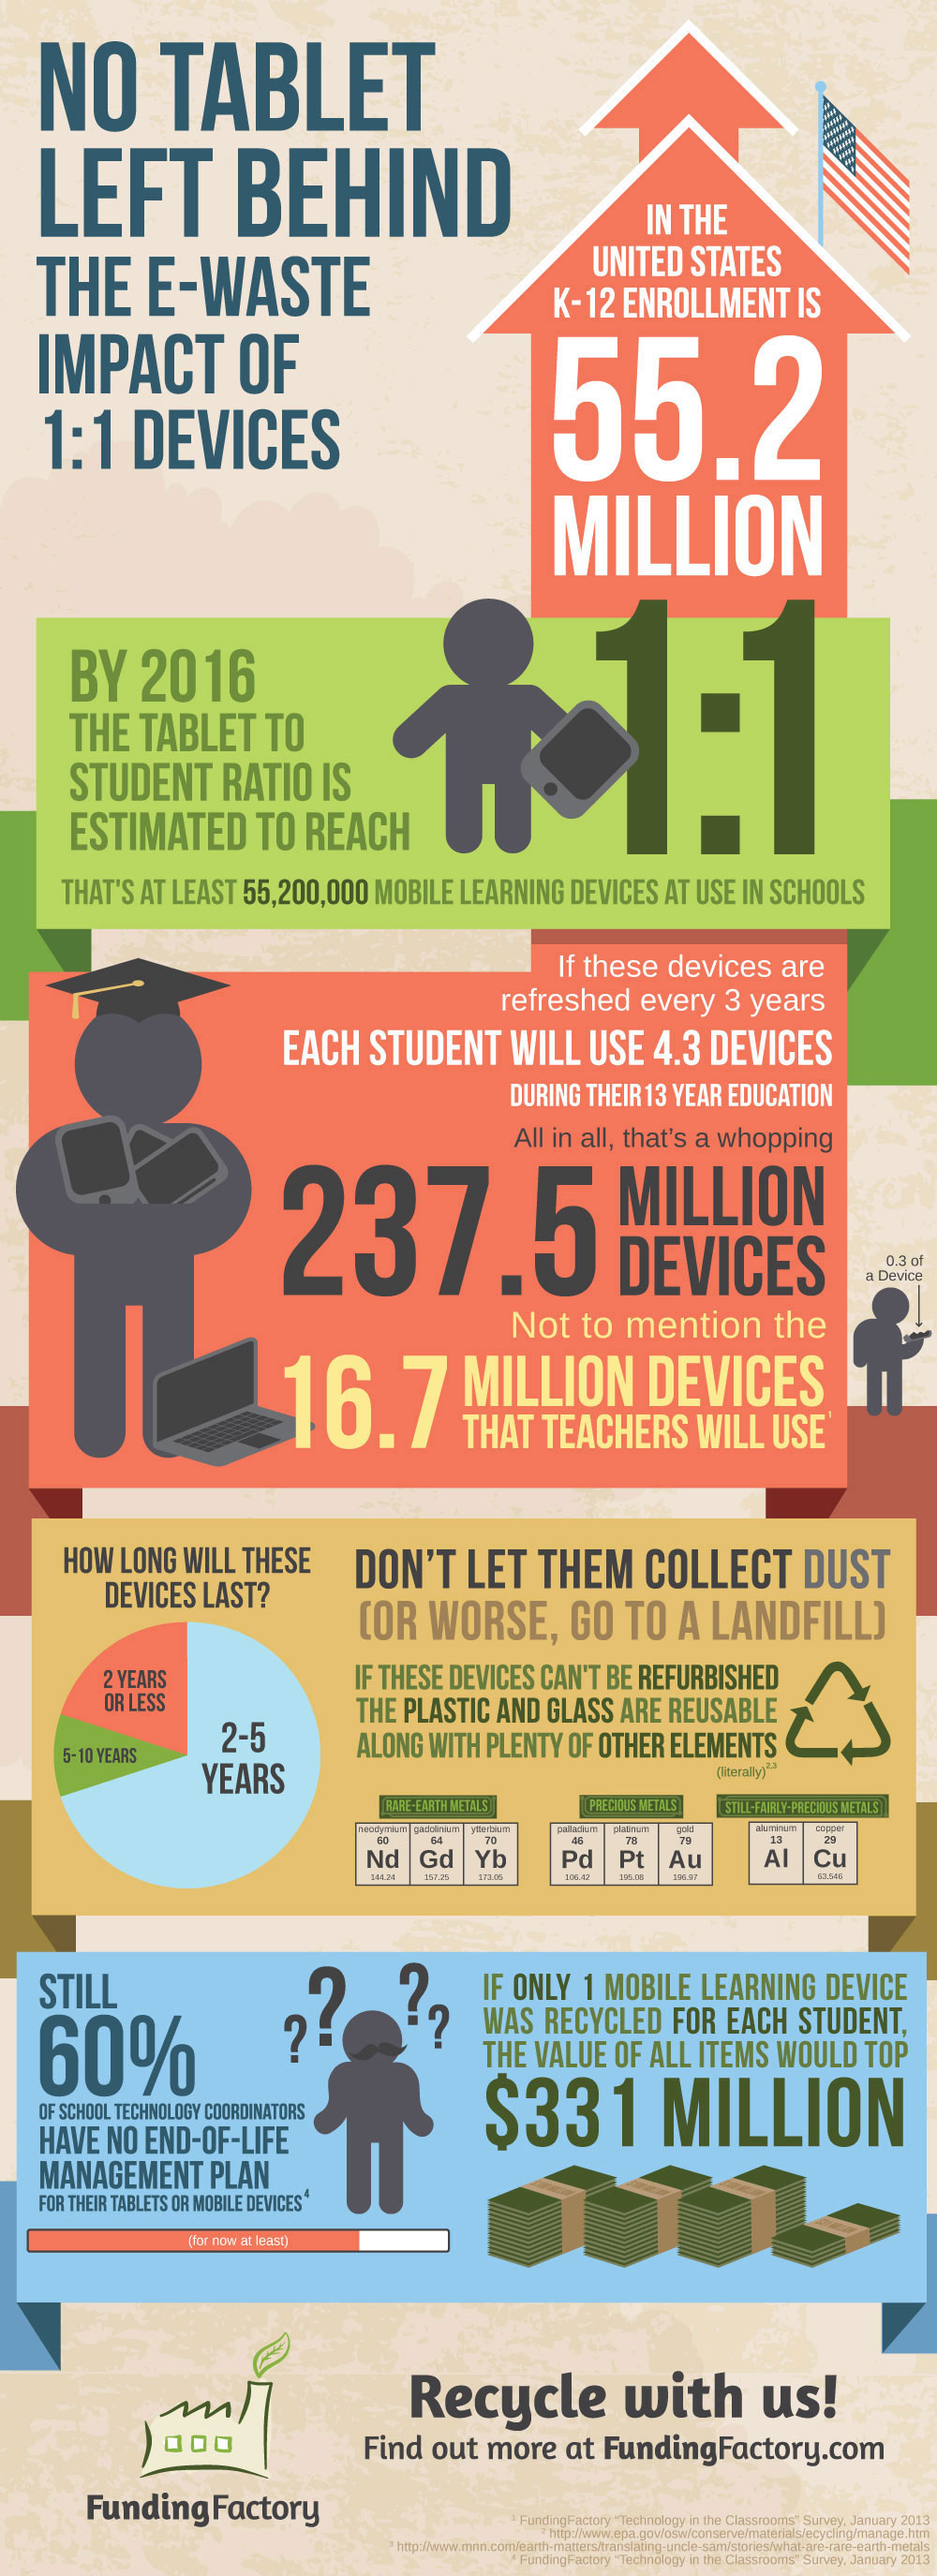 NO TABLET
LEFT BEHIND
THE E-WASTE
IMPACT OF
1:1 DEVICES
IN THE
UNITED STATES
K-12 ENROLLMENT IS
55.2
MILLION
BY 2016
THE TABLET TO
STUDENT RATIO IS
ESTIMATED TO REACH
1:1
THAT'S AT LEAST 55,200,000 MOBILE LEARNING DEVICES AT USE IN SCHOOLS
If these devices are
refreshed every 3 years
EACH STUDENT WILL USE 4.3 DEVICES
DURING THEIR 13 YEAR EDUCATION
All in all, that's a whopping
237.5 MILLION
DEVICES
0.3 of
a Device
Not to mention the
16.7 MILLION DEVICES
THAT TEACHERS WILL USE¹
HOW LONG WILL THESE
DEVICES LAST?
2 YEARS
OR LESS
5-10 YEARS
2-5
YEARS
DON'T LET THEM COLLECT DUST
(OR WORSE, GO TO A LANDFILL)
IF THESE DEVICES CAN'T BE REFURBISHED
THE PLASTIC AND GLASS ARE REUSABLE
ALONG WITH PLENTY OF OTHER ELEMENTS
(literally)²,³
RARE-EARTH METALS
neodymium gadolinium ytterbium
60 64 70
Nd Gd Yb
144.24 157.25 173.05
PRECIOUS METALS
palladium platinum gold
46 78 79
Pd Pt Au
106.42 195.08 196.97
STILL-FAIRLY-PRECIOUS METALS
aluminum copper
13 29
Al Cu
63.546
STILL
60%
OF SCHOOL TECHNOLOGY COORDINATORS
HAVE NO END-OF-LIFE
MANAGEMENT PLAN
FOR THEIR TABLETS OR MOBILE DEVICES⁴
(for now at least)
? ? ? ?
IF ONLY 1 MOBILE LEARNING DEVICE
WAS RECYCLED FOR EACH STUDENT,
THE VALUE OF ALL ITEMS WOULD TOP
$331 MILLION
FundingFactory
Recycle with us!
Find out more at FundingFactory.com
¹ FundingFactory "Technology in the Classrooms" Survey, January 2013
² http://www.epa.gov/osw/conserve/materials/ecycling/manage.htm
³ http://www.mnn.com/earth-matters/translating-uncle-sam/stories/what-are-rare-earth-metals
⁴ FundingFactory "Technology in the Classrooms" Survey, January 2013